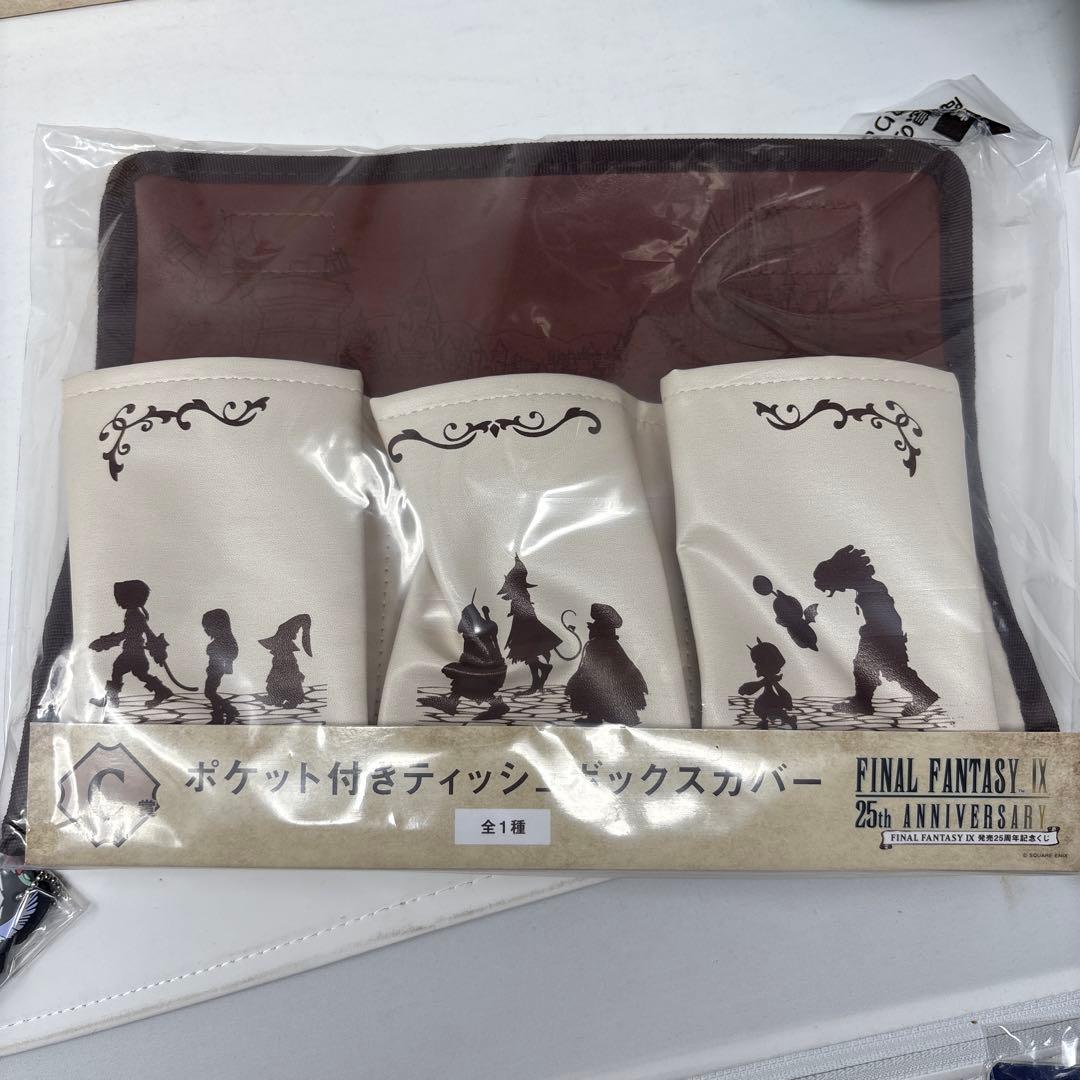 C賞
ポケット付きティッシュボックスカバー
全1種
FINAL FANTASY IX
25th ANNIVERSARY
FINAL FANTASY IX 発売25周年記念くじ
© SQUARE ENIX